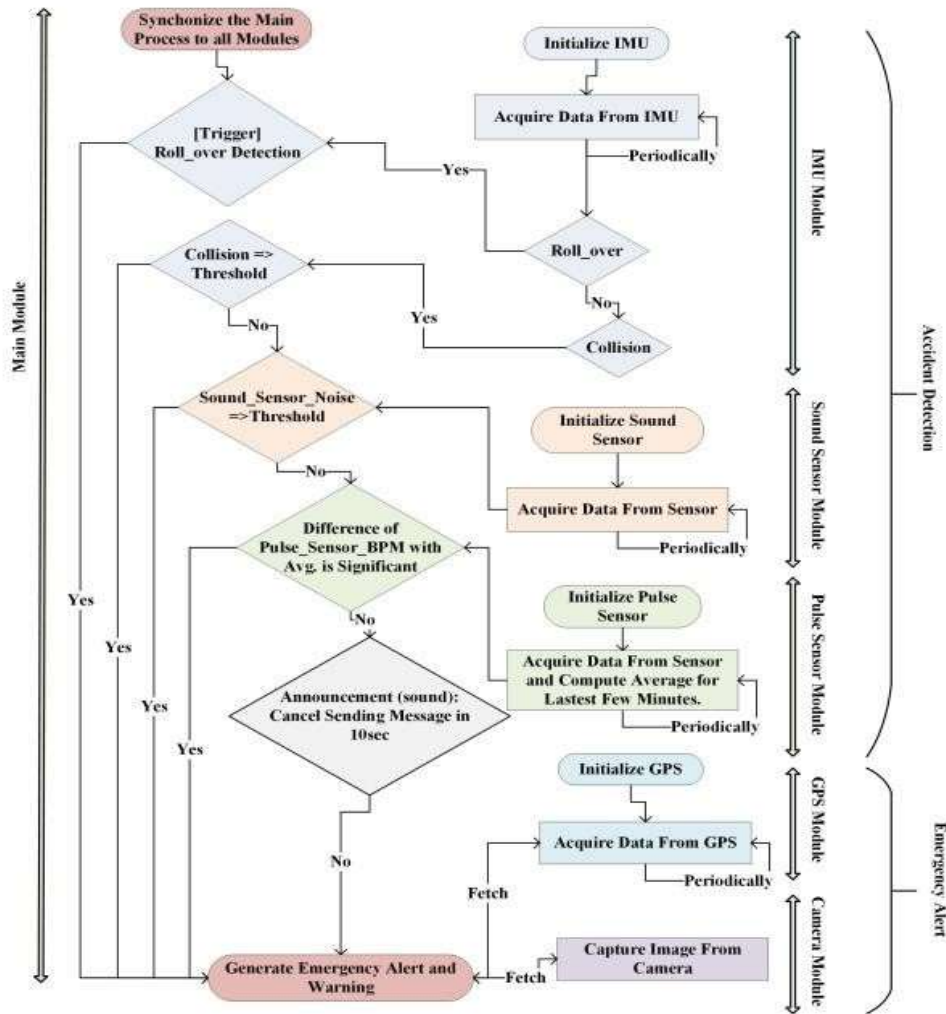 Synchonize the Main
Process to all Modules
Initialize IMU
Acquire Data From IMU
Periodically
[Trigger]
Roll_over Detection
Yes
Roll_over
No
Collision
Collision =>
Threshold
Yes
No
Sound_Sensor_Noise
=>Threshold
No
Initialize Sound
Sensor
Acquire Data From Sensor
Periodically
Difference of
Pulse_Sensor_BPM with
Avg. is Significant
No
Initialize Pulse
Sensor
Acquire Data From Sensor
and Compute Average for
Lastest Few Minutes.
Periodically
Announcement (sound):
Cancel Sending Message in
10sec
No
Yes
Yes
Yes
Yes
Initialize GPS
Acquire Data From GPS
Periodically
Fetch
Capture Image From
Camera
Fetch
Generate Emergency Alert and
Warning
Main Module
IMU Module
Sound Sensor Module
Pulse Sensor Module
GPS Module
Camera Module
Accident Detection
Emergency Alert